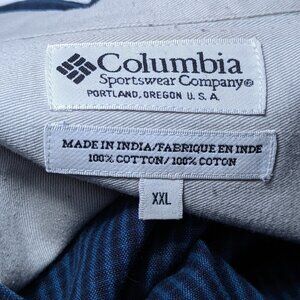 Columbia
Sportswear Company®
PORTLAND, OREGON U.S.A.
MADE IN INDIA/FABRIQUE EN INDE
100% COTTON/100% COTON
XXL